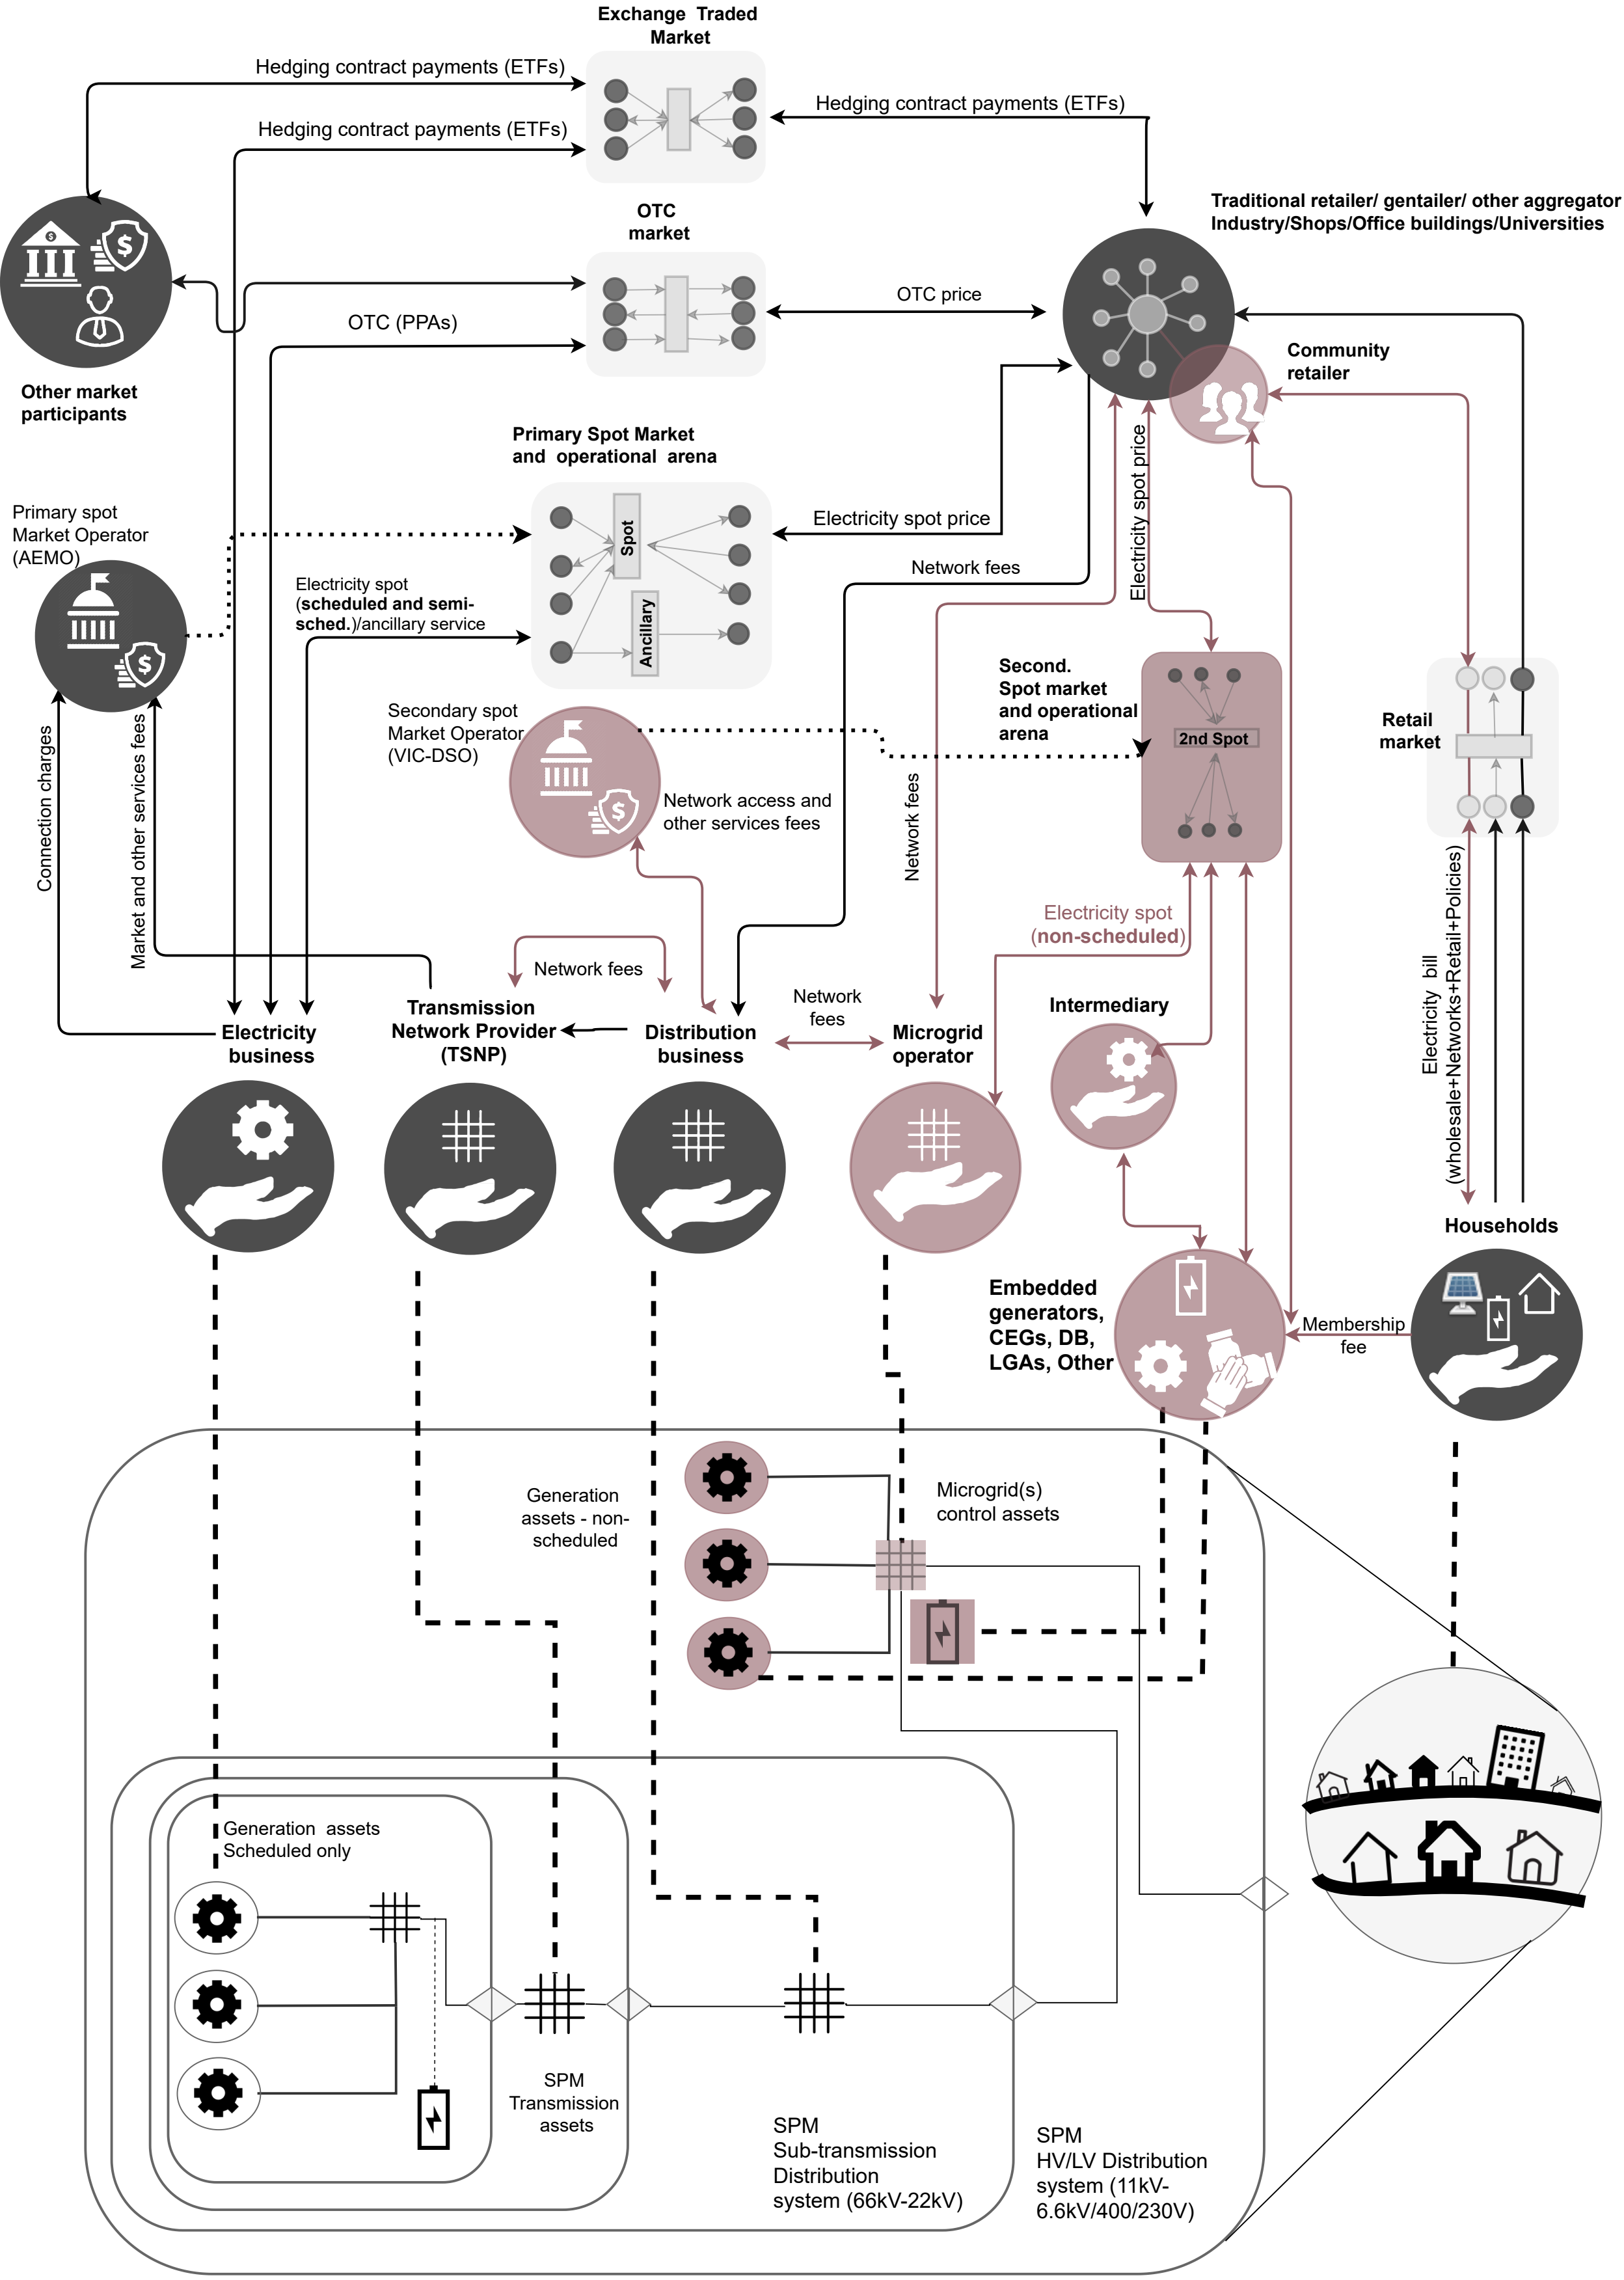 Exchange Traded
Market
Hedging contract payments (ETFs)
Hedging contract payments (ETFs)
Hedging contract payments (ETFs)
Traditional retailer/ gentailer/ other aggregator
Industry/Shops/Office buildings/Universities
OTC
market
OTC price
OTC (PPAs)
Other market
participants
Community
retailer
Primary Spot Market
and operational arena
Spot
Ancillary
Electricity spot price
Electricity spot price
Primary spot
Market Operator
(AEMO)
Electricity spot
(scheduled and semi-
sched.)/ancillary service
Network fees
Second.
Spot market
and operational
arena
2nd Spot
Retail
market
Secondary spot
Market Operator
(VIC-DSO)
Network access and
other services fees
Connection charges
Market and other services fees
Network fees
Electricity spot
(non-scheduled)
Electricity bill
(wholesale+Networks+Retail+Policies)
Network fees
Network
fees
Intermediary
Electricity
business
Transmission
Network Provider
(TSNP)
Distribution
business
Microgrid
operator
Households
Embedded
generators,
CEGs, DB,
LGAs, Other
Membership
fee
Generation
assets - non-
scheduled
Microgrid(s)
control assets
Generation assets
Scheduled only
SPM
Transmission
assets
SPM
Sub-transmission
Distribution
system (66kV-22kV)
SPM
HV/LV Distribution
system (11kV-
6.6kV/400/230V)